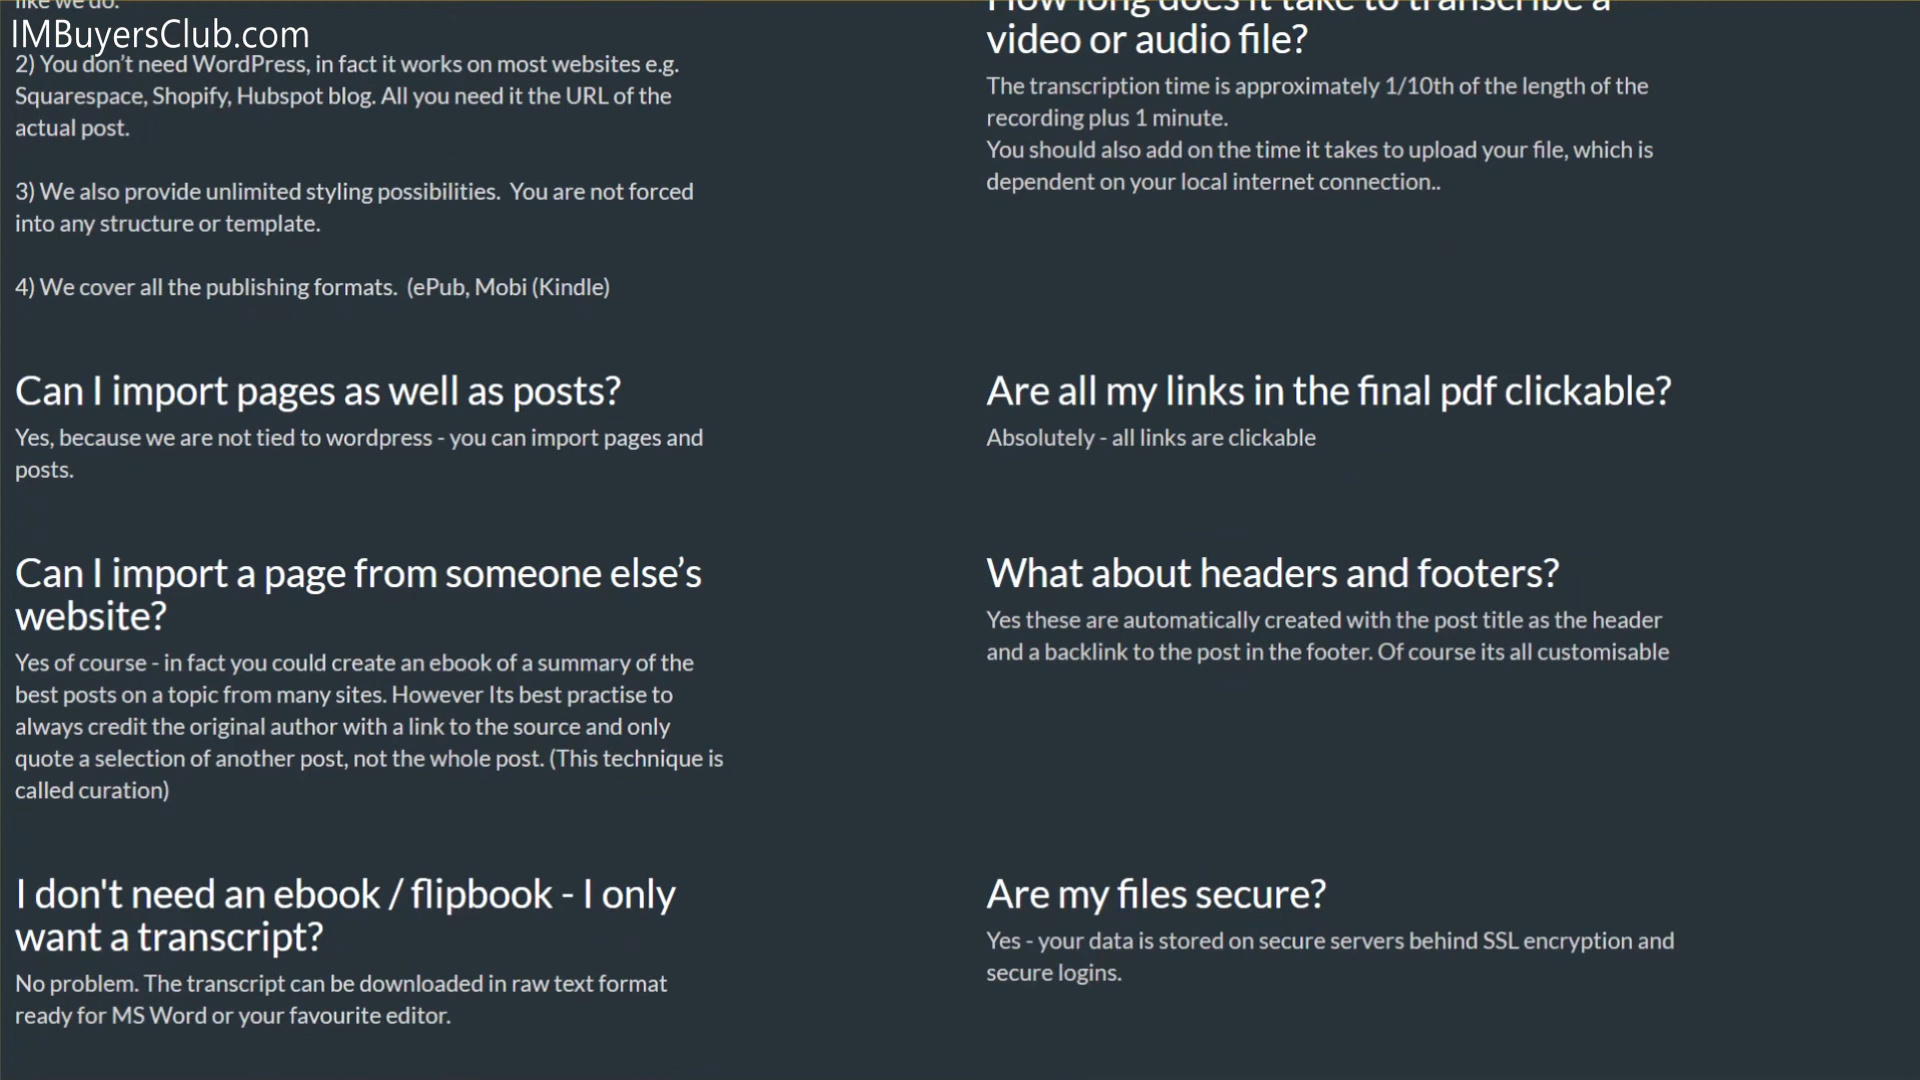 like we do.
IMBuyersClub.com
2) You don't need WordPress, in fact it works on most websites e.g.
Squarespace, Shopify, Hubspot blog. All you need it the URL of the
actual post.
3) We also provide unlimited styling possibilities.  You are not forced
into any structure or template.
4) We cover all the publishing formats.  (ePub, Mobi (Kindle)
Can I import pages as well as posts?
Yes, because we are not tied to wordpress - you can import pages and
posts.
Can I import a page from someone else’s
website?
Yes of course - in fact you could create an ebook of a summary of the
best posts on a topic from many sites. However Its best practise to
always credit the original author with a link to the source and only
quote a selection of another post, not the whole post. (This technique is
called curation)
I don't need an ebook / flipbook - I only
want a transcript?
No problem. The transcript can be downloaded in raw text format
ready for MS Word or your favourite editor.
How long does it take to transcribe a
video or audio file?
The transcription time is approximately 1/10th of the length of the
recording plus 1 minute.
You should also add on the time it takes to upload your file, which is
dependent on your local internet connection..
Are all my links in the final pdf clickable?
Absolutely - all links are clickable
What about headers and footers?
Yes these are automatically created with the post title as the header
and a backlink to the post in the footer. Of course its all customisable
Are my files secure?
Yes - your data is stored on secure servers behind SSL encryption and
secure logins.